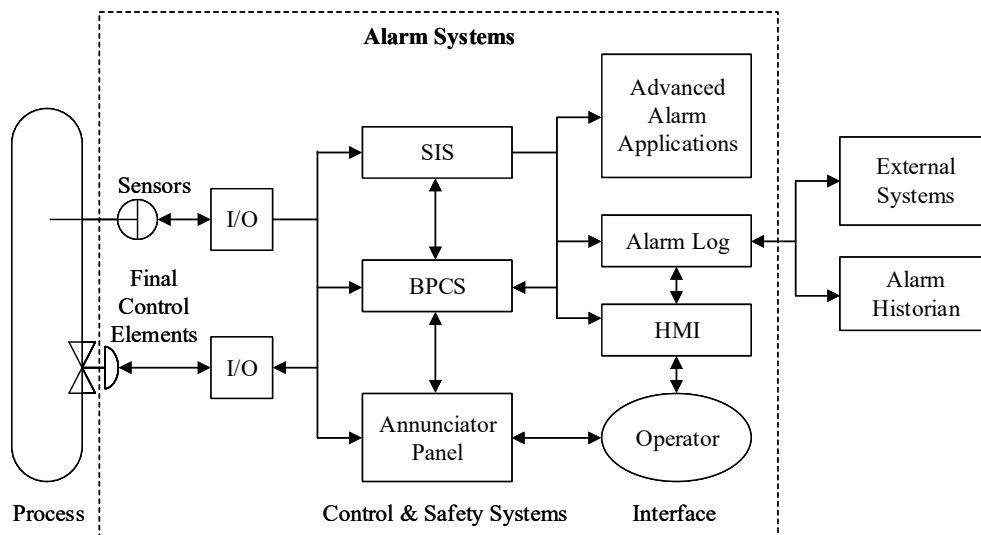 Alarm Systems
Advanced
Alarm
Applications
SIS
External
Systems
Sensors
I/O
Alarm Log
Final
Control
Elements
BPCS
Alarm
Historian
HMI
I/O
Annunciator
Panel
Operator
Process
Control & Safety Systems
Interface